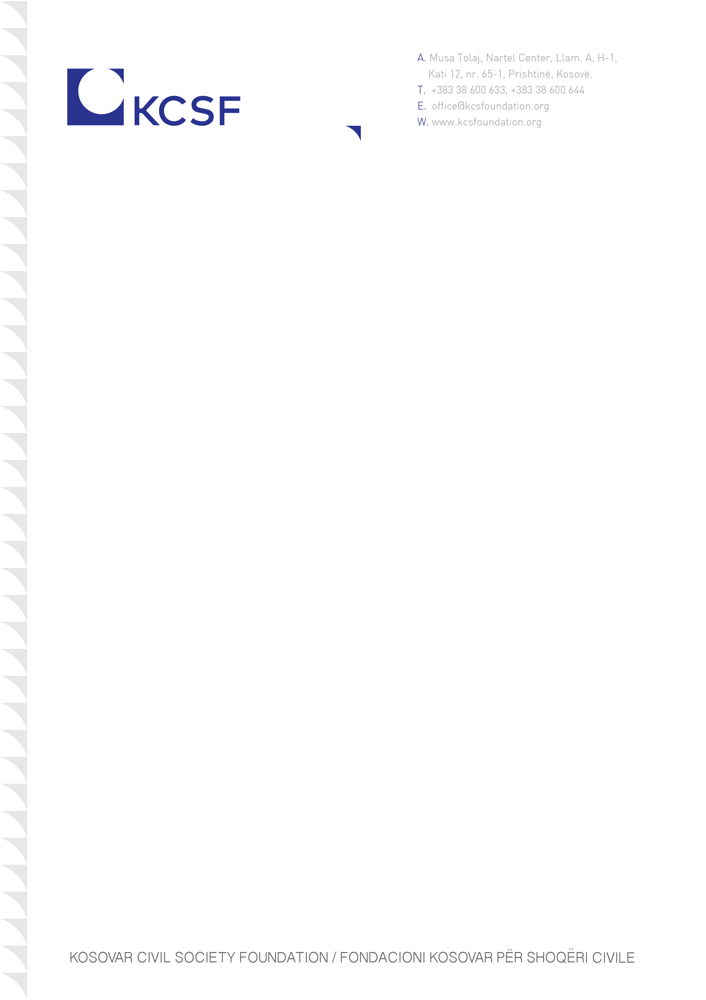 KCSF
A. Musa Tolaj, Nartel Center, Llam. A, H-1,
Kati 12, nr. 65-1, Prishtinë, Kosovë.
T. +383 38 600 633, +383 38 600 644
E. office@kcsfoundation.org
W. www.kcsfoundation.org
KOSOVAR CIVIL SOCIETY FOUNDATION / FONDACIONI KOSOVAR PËR SHOQËRI CIVILE